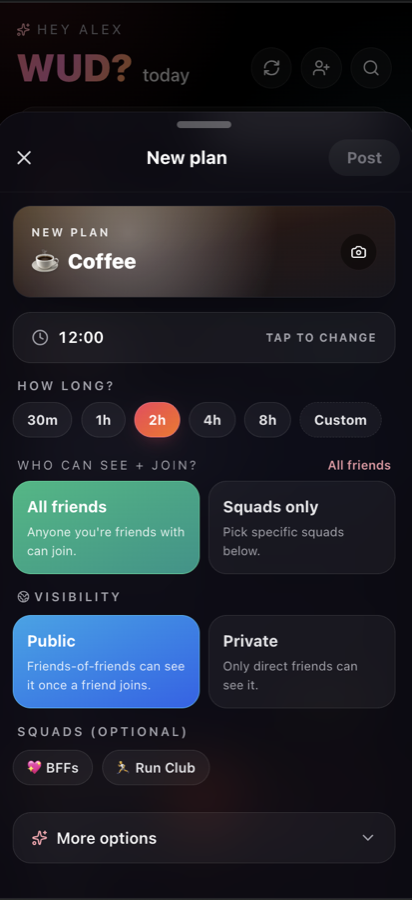 HEY ALEX
WUD? today
New plan
Post
NEW PLAN
☕ Coffee
12:00
TAP TO CHANGE
HOW LONG?
30m 1h 2h 4h 8h Custom
WHO CAN SEE + JOIN?
All friends
All friends
Anyone you're friends with
can join.
Squads only
Pick specific squads
below.
VISIBILITY
Public
Friends-of-friends can see
it once a friend joins.
Private
Only direct friends can
see it.
SQUADS (OPTIONAL)
💖 BFFs
🏃 Run Club
More options